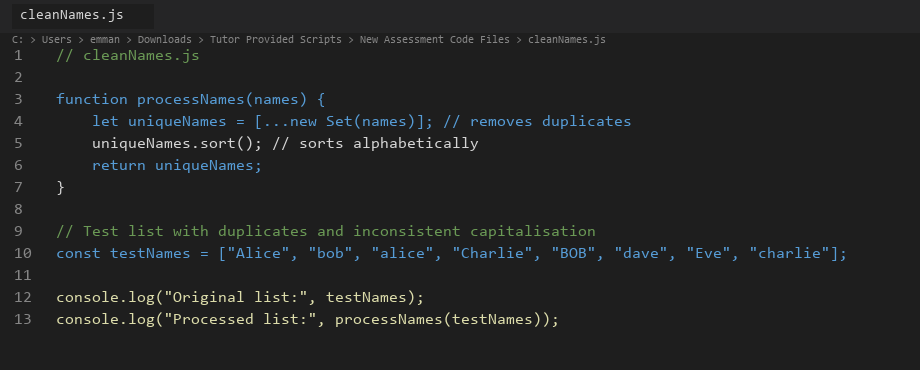 cleanNames.js
C: > Users > emman > Downloads > Tutor Provided Scripts > New Assessment Code Files > cleanNames.js
1 // cleanNames.js
2
3 function processNames(names) {
4     let uniqueNames = [...new Set(names)]; // removes duplicates
5     uniqueNames.sort(); // sorts alphabetically
6     return uniqueNames;
7 }
8
9 // Test list with duplicates and inconsistent capitalisation
10 const testNames = ["Alice", "bob", "alice", "Charlie", "BOB", "dave", "Eve", "charlie"];
11
12 console.log("Original list:", testNames);
13 console.log("Processed list:", processNames(testNames));